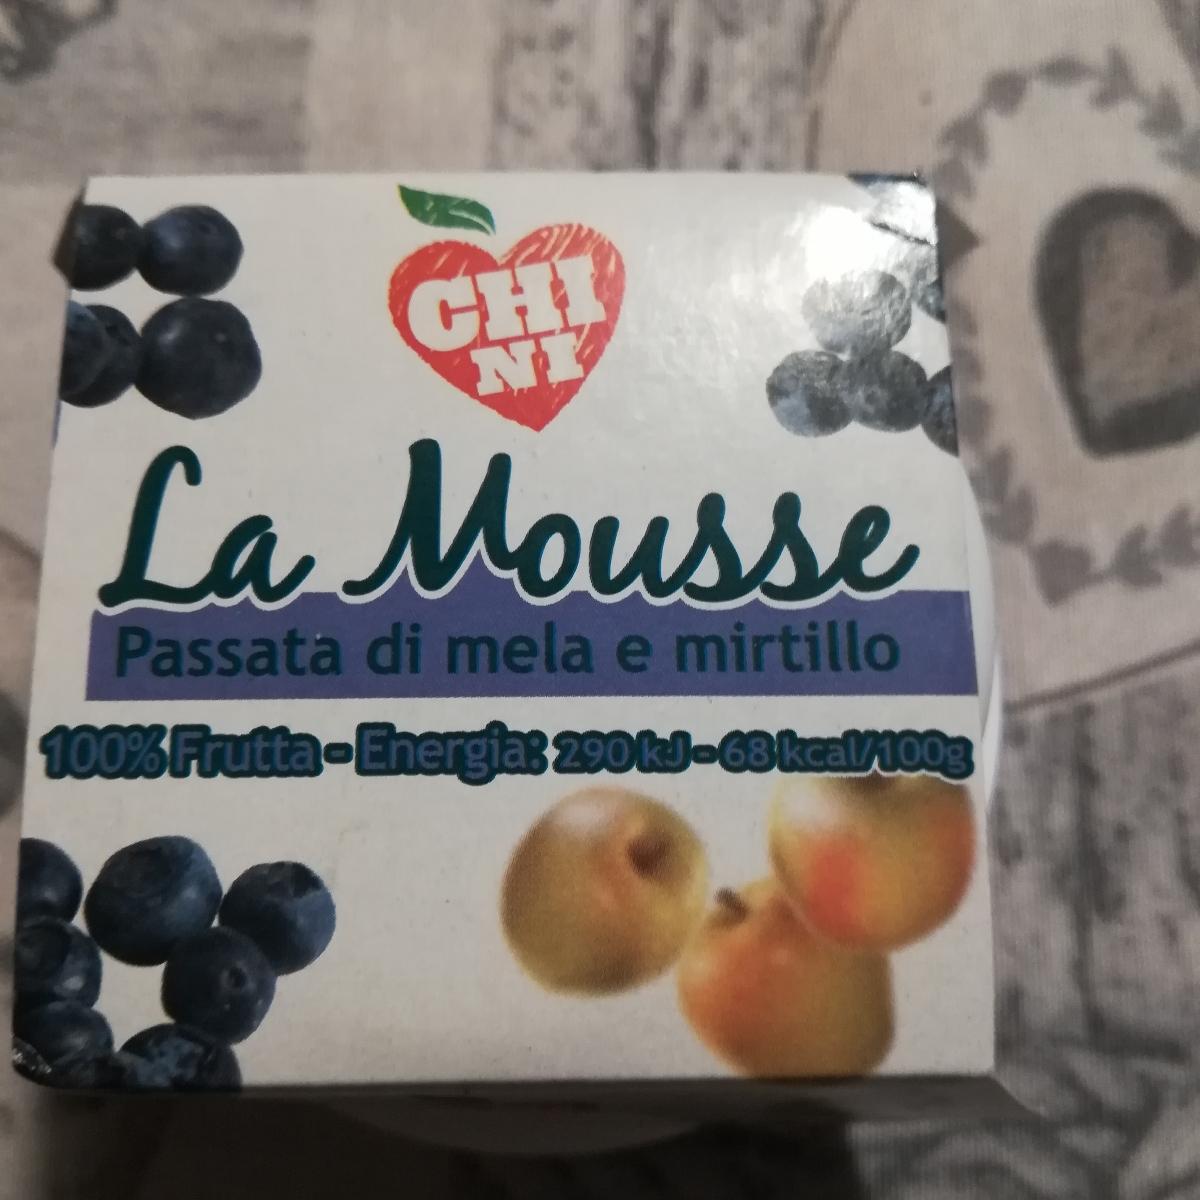 CHI
NI
La Mousse
Passata di mela e mirtillo
100% Frutta - Energia: 290 kJ - 68 kcal/100g